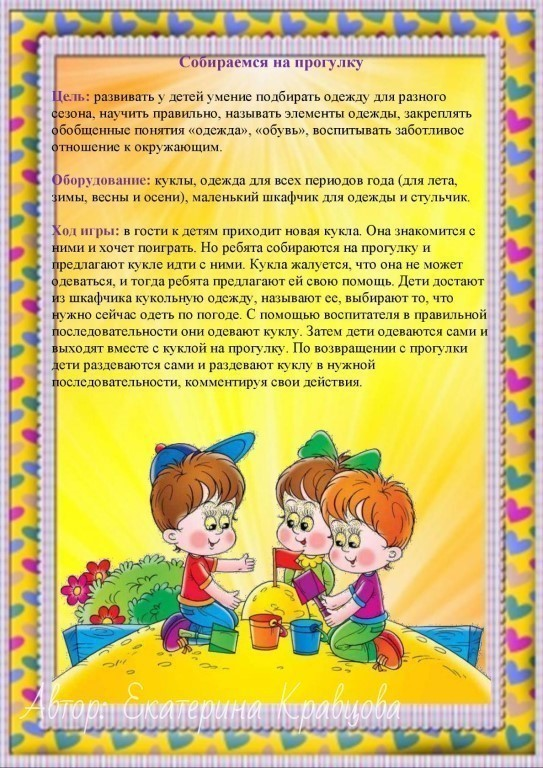 Собираемся на прогулку
Цель: развивать у детей умение подбирать одежду для разного
сезона, научить правильно, называть элементы одежды, закреплять
обобщенные понятия «одежда», «обувь», воспитывать заботливое
отношение к окружающим.
Оборудование: куклы, одежда для всех периодов года (для лета,
зимы, весны и осени), маленький шкафчик для одежды и стульчик.
Ход игры: в гости к детям приходит новая кукла. Она знакомится с
ними и хочет поиграть. Но ребята собираются на прогулку и
предлагают кукле идти с ними. Кукла жалуется, что она не может
одеваться, и тогда ребята предлагают ей свою помощь. Дети достают
из шкафчика кукольную одежду, называют ее, выбирают то, что
нужно сейчас одеть по погоде. С помощью воспитателя в правильной
последовательности они одевают куклу. Затем дети одеваются сами и
выходят вместе с куклой на прогулку. По возвращении с прогулки
дети раздеваются сами и раздевают куклу в нужной
последовательности, комментируя свои действия.
Автор: Екатерина Кравцова